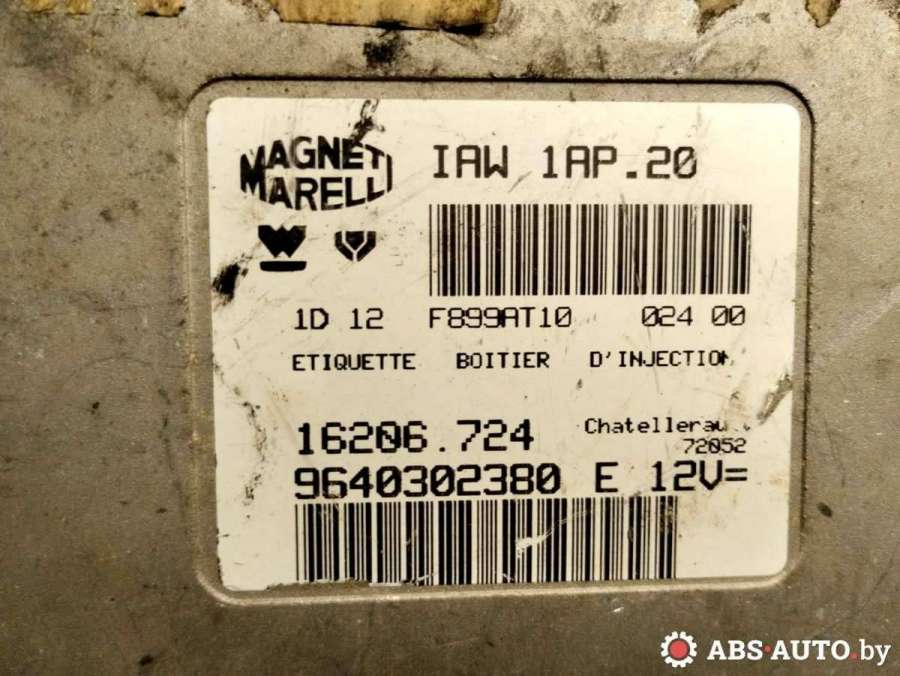 MAGNETI
MARELLI
IAW 1AP.20
1D 12 F899AT10 024 00
ETIQUETTE BOITIER D'INJECTION
16206.724
72052
9640302380 E 12V=
ABS-AUTO.by